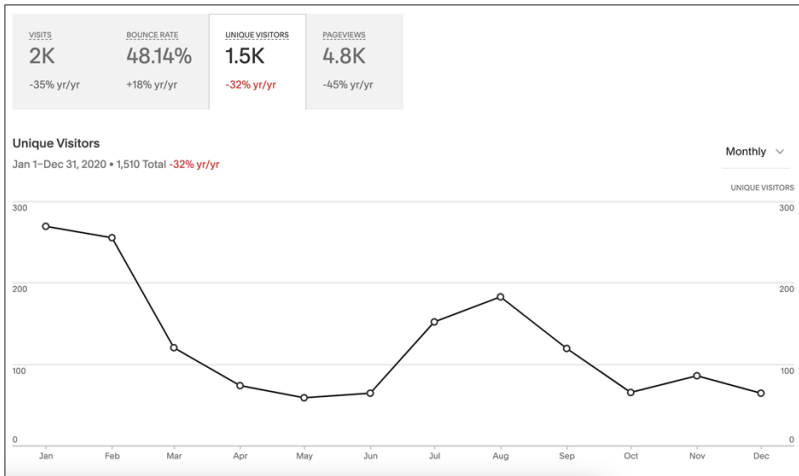 VISITS
2K
-35% yr/yr
BOUNCE RATE
48.14%
+18% yr/yr
UNIQUE VISITORS
1.5K
-32% yr/yr
PAGEVIEWS
4.8K
-45% yr/yr
Unique Visitors
Jan 1–Dec 31, 2020 • 1,510 Total -32% yr/yr
Monthly
UNIQUE VISITORS
300 300
200 200
100 100
0 0
Jan Feb Mar Apr May Jun Jul Aug Sep Oct Nov Dec